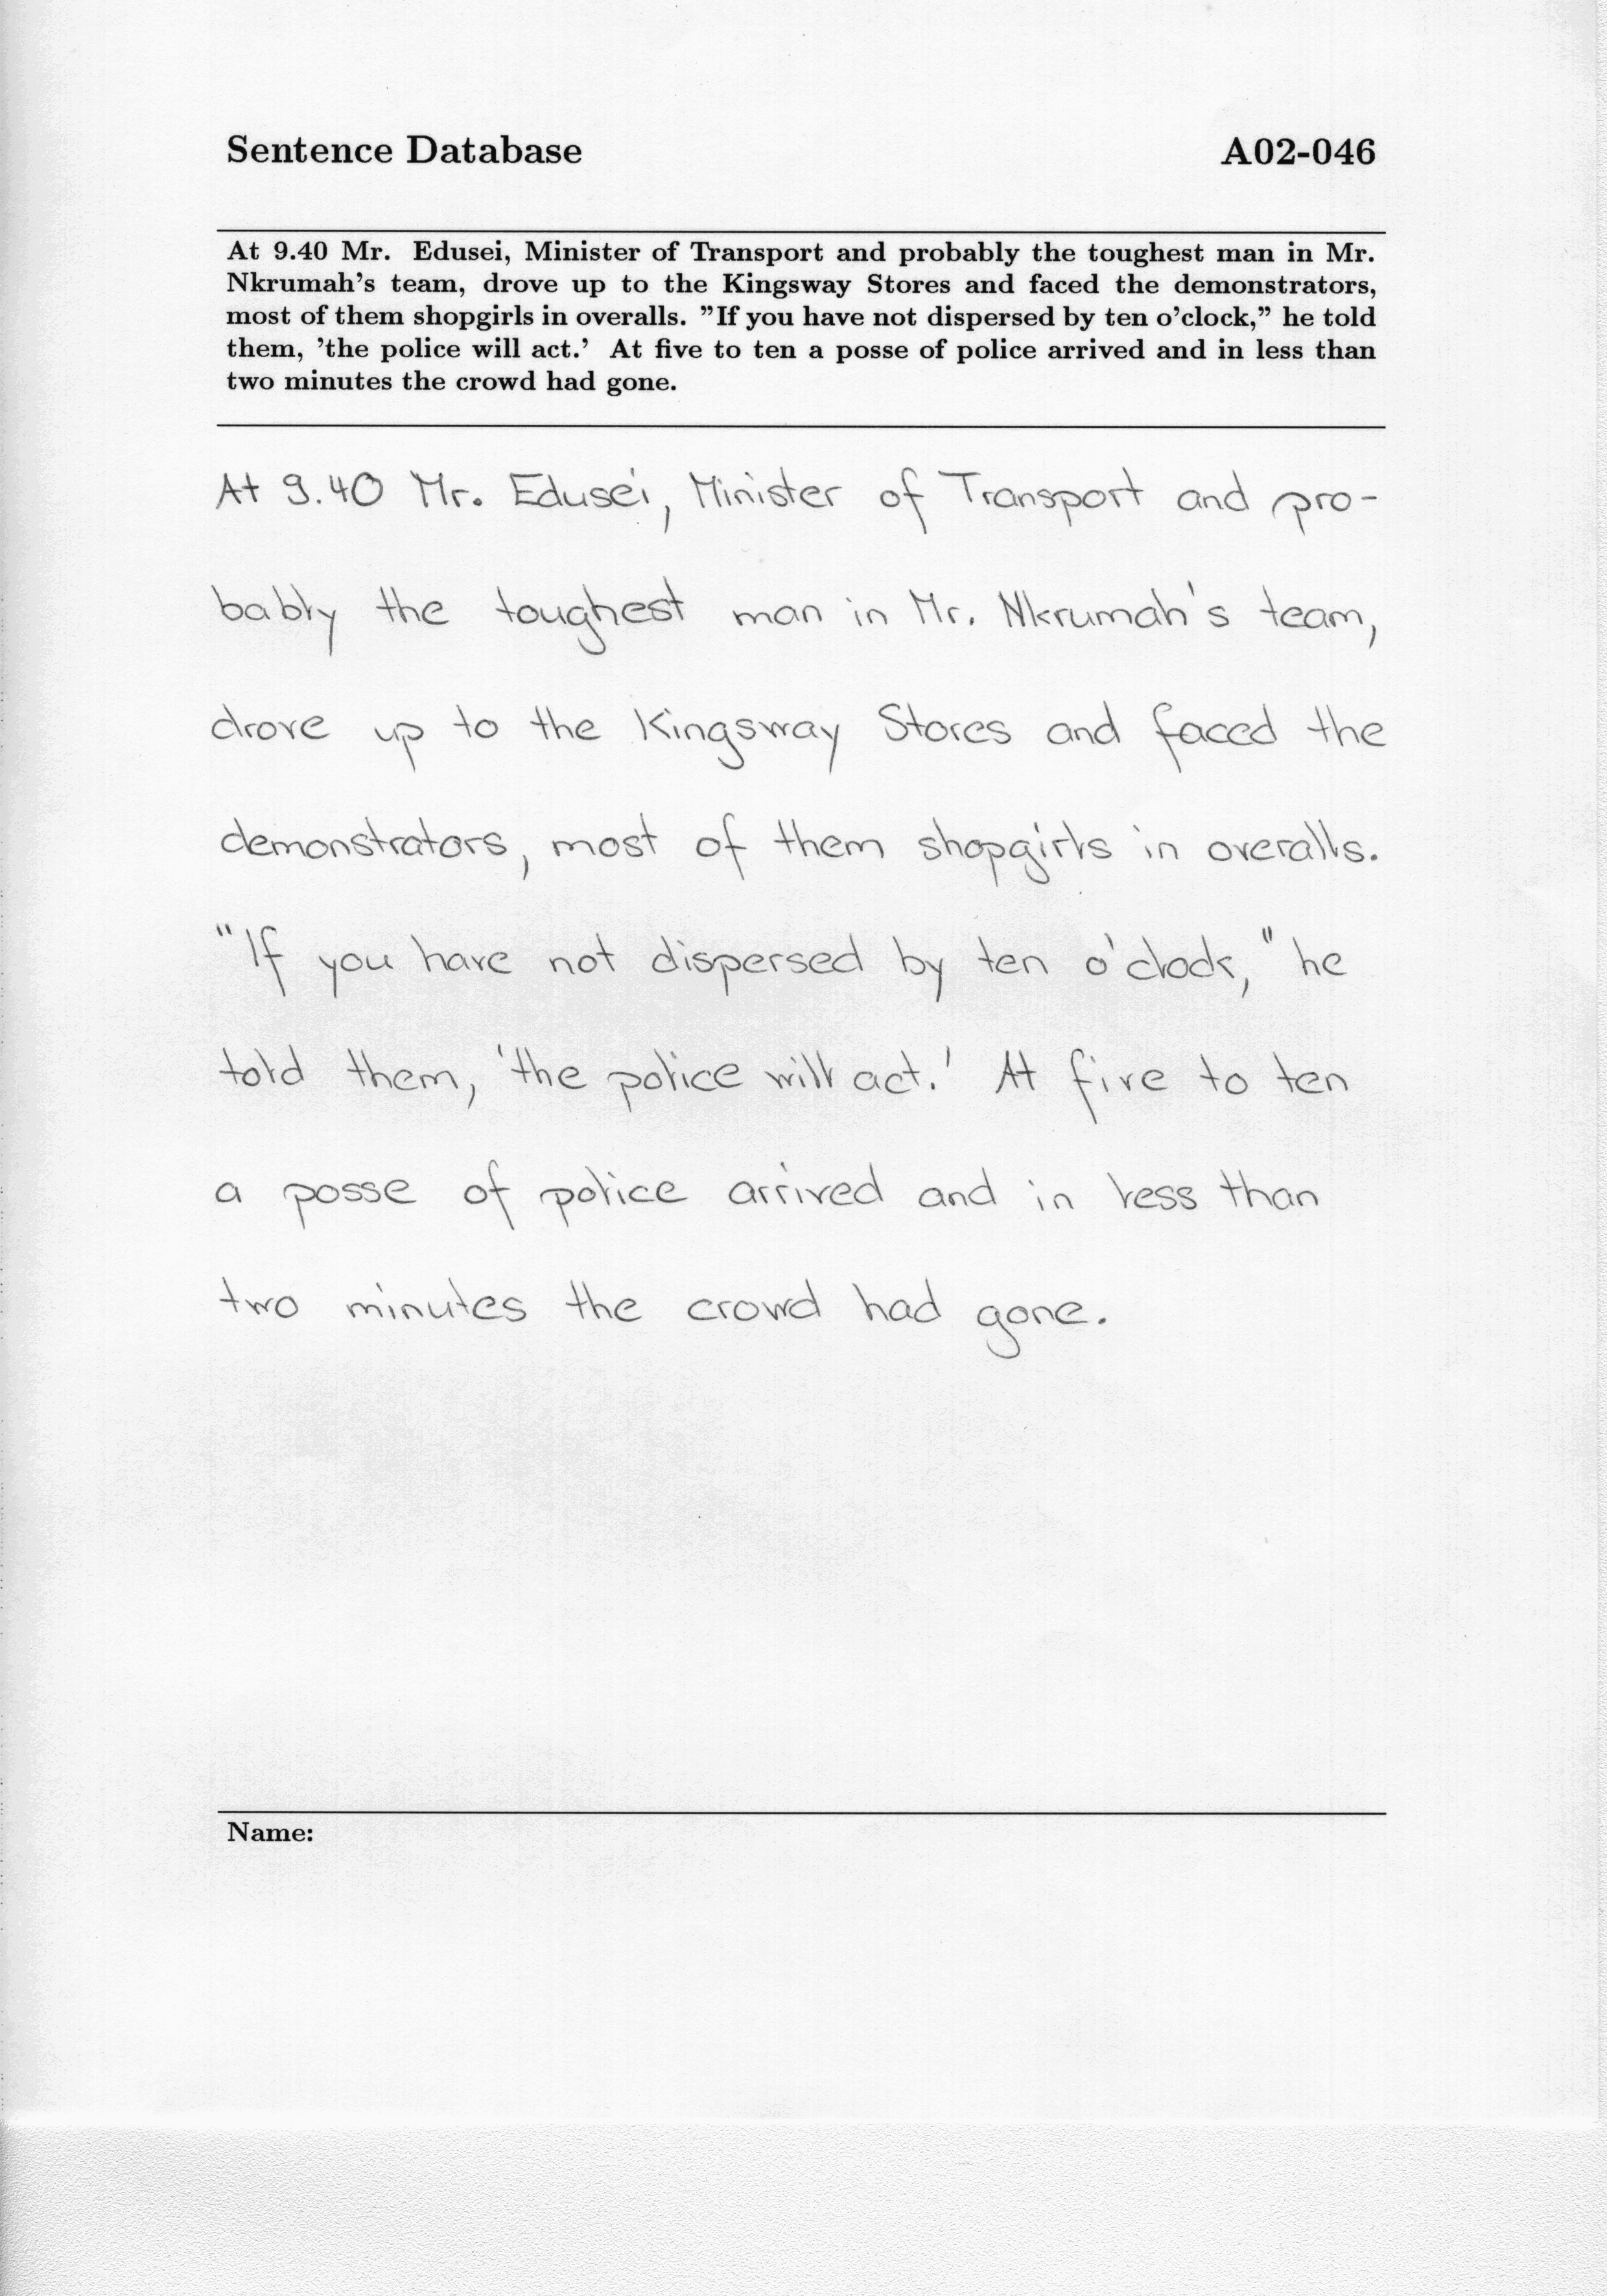 Sentence Database A02-046
At 9.40 Mr. Edusei, Minister of Transport and probably the toughest man in Mr.
Nkrumah's team, drove up to the Kingsway Stores and faced the demonstrators,
most of them shopgirls in overalls. "If you have not dispersed by ten o'clock," he told
them, 'the police will act.' At five to ten a posse of police arrived and in less than
two minutes the crowd had gone.
At 9.40 Mr. Edusei, Minister of Transport and pro-
bably the toughest man in Mr. Nkrumah's team,
drove up to the Kingsway Stores and faced the
demonstrators, most of them shopgirls in overalls.
"If you have not dispersed by ten o'clock," he
told them, 'the police will act.' At five to ten
a posse of police arrived and in less than
two minutes the crowd had gone.
Name: